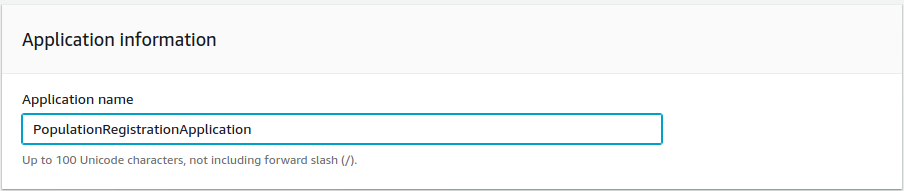 Application information
Application name
PopulationRegistrationApplication
Up to 100 Unicode characters, not including forward slash (/).